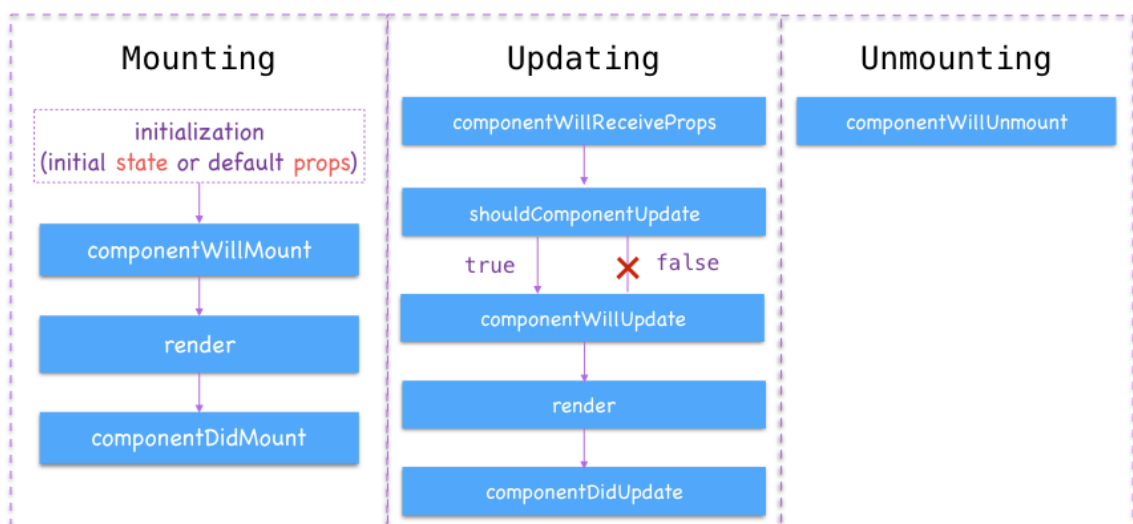 Mounting
initialization
(initial state or default props)
componentWillMount
render
componentDidMount
Updating
componentWillReceiveProps
shouldComponentUpdate
true
false
componentWillUpdate
render
componentDidUpdate
Unmounting
componentWillUnmount